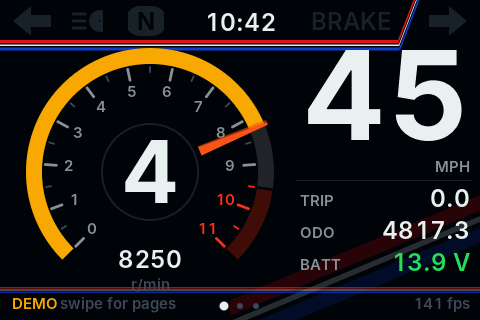 N 10:42 BRAKE
0 1 2 3 4 5 6 7 8 9 10 11
4
8250
r/min
45
MPH
TRIP 0.0
ODO 4817.3
BATT 13.9 V
DEMO swipe for pages 141 fps